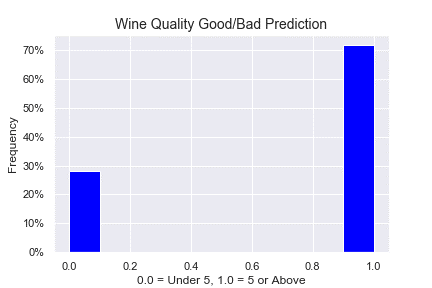 Wine Quality Good/Bad Prediction
70%
60%
50%
40%
30%
20%
10%
0%
Frequency
0.0 0.2 0.4 0.6 0.8 1.0
0.0 = Under 5, 1.0 = 5 or Above